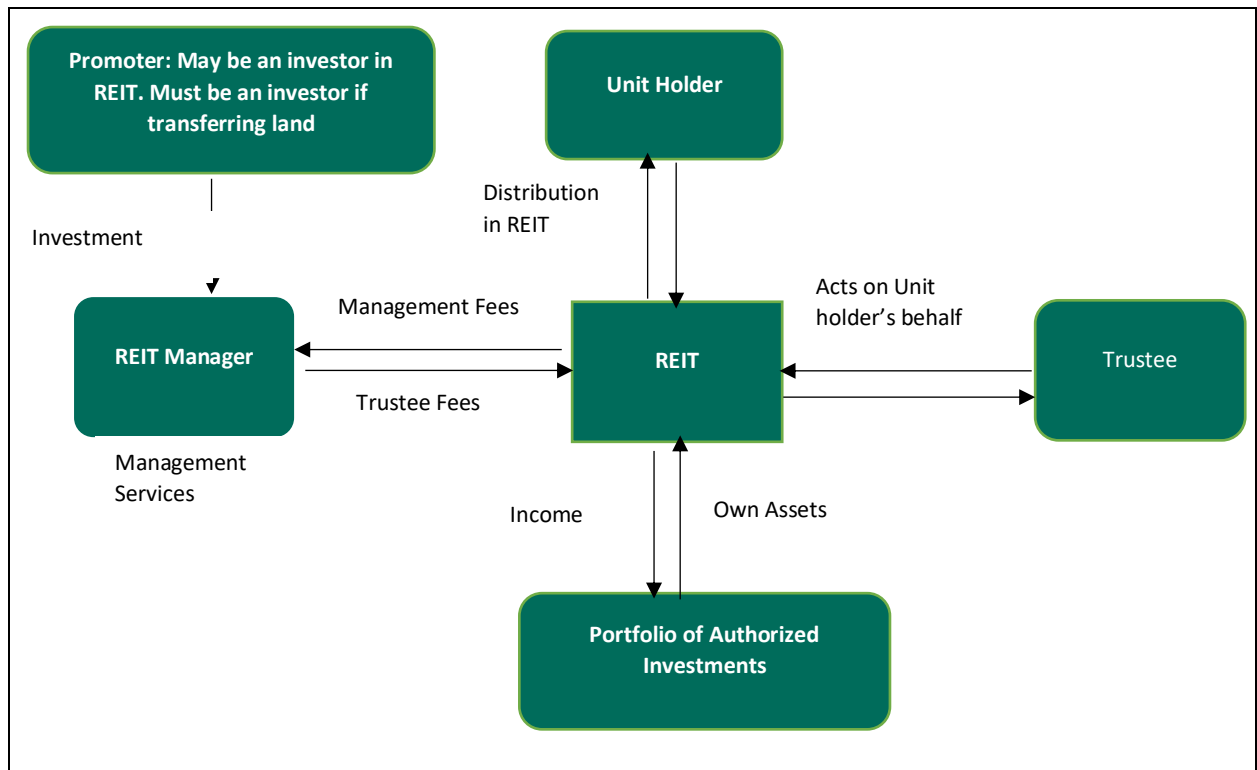 Promoter: May be an investor in
REIT. Must be an investor if
transferring land
Unit Holder
Distribution
in REIT
Investment
Management Fees
Acts on Unit
holder’s behalf
REIT Manager
REIT
Trustee
Trustee Fees
Management
Services
Income
Own Assets
Portfolio of Authorized
Investments